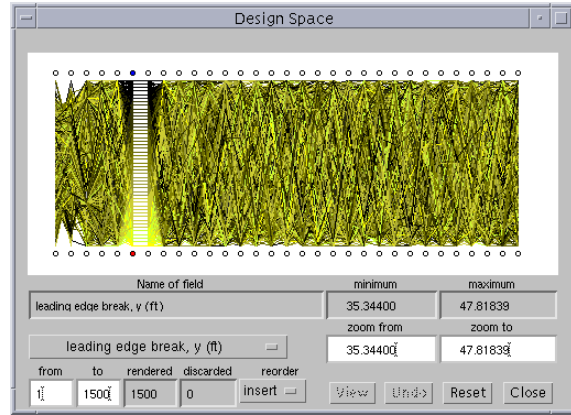 Design Space
Name of field minimum maximum
leading edge break, y (ft) 35.34400 47.81839
zoom from zoom to
leading edge break, y (ft) 35.34400 47.81839
from to rendered discarded reorder
1 1500 1500 0 insert View Undo Reset Close